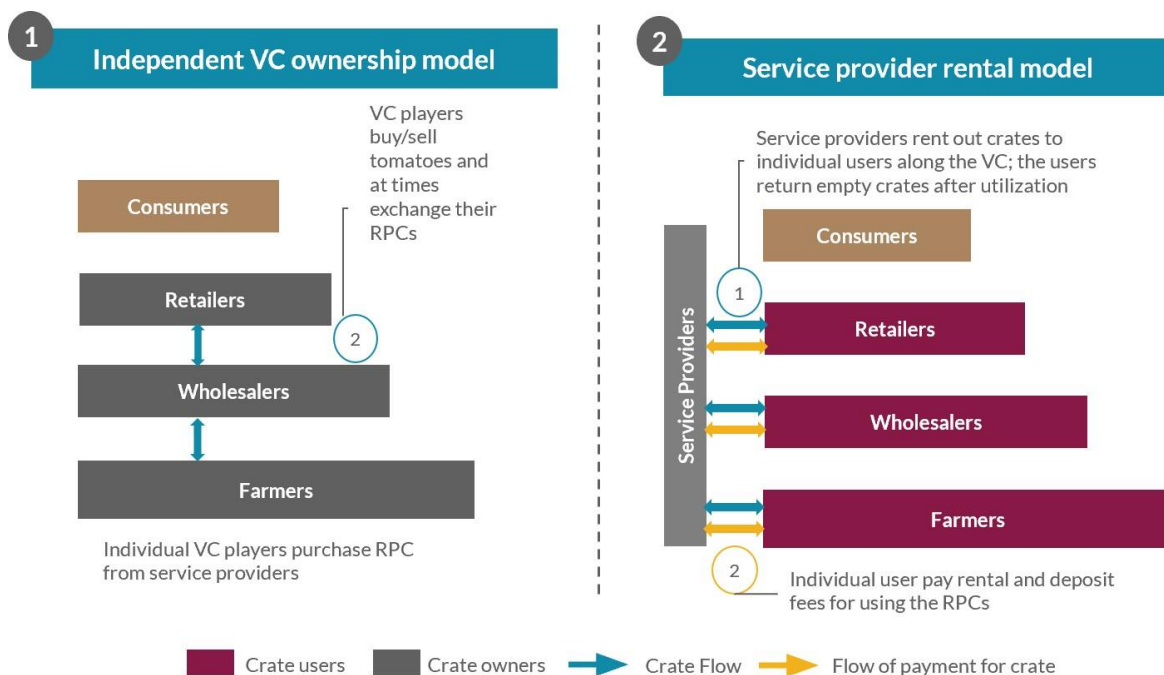 1
Independent VC ownership model
VC players
buy/sell
tomatoes and
at times
exchange their
RPCs
Consumers
Retailers
2
Wholesalers
Farmers
Individual VC players purchase RPC
from service providers
2
Service provider rental model
Service providers rent out crates to
individual users along the VC; the users
return empty crates after utilization
Consumers
Service Providers
1
Retailers
Wholesalers
Farmers
2
Individual user pay rental and deposit
fees for using the RPCs
Crate users
Crate owners
Crate Flow
Flow of payment for crate